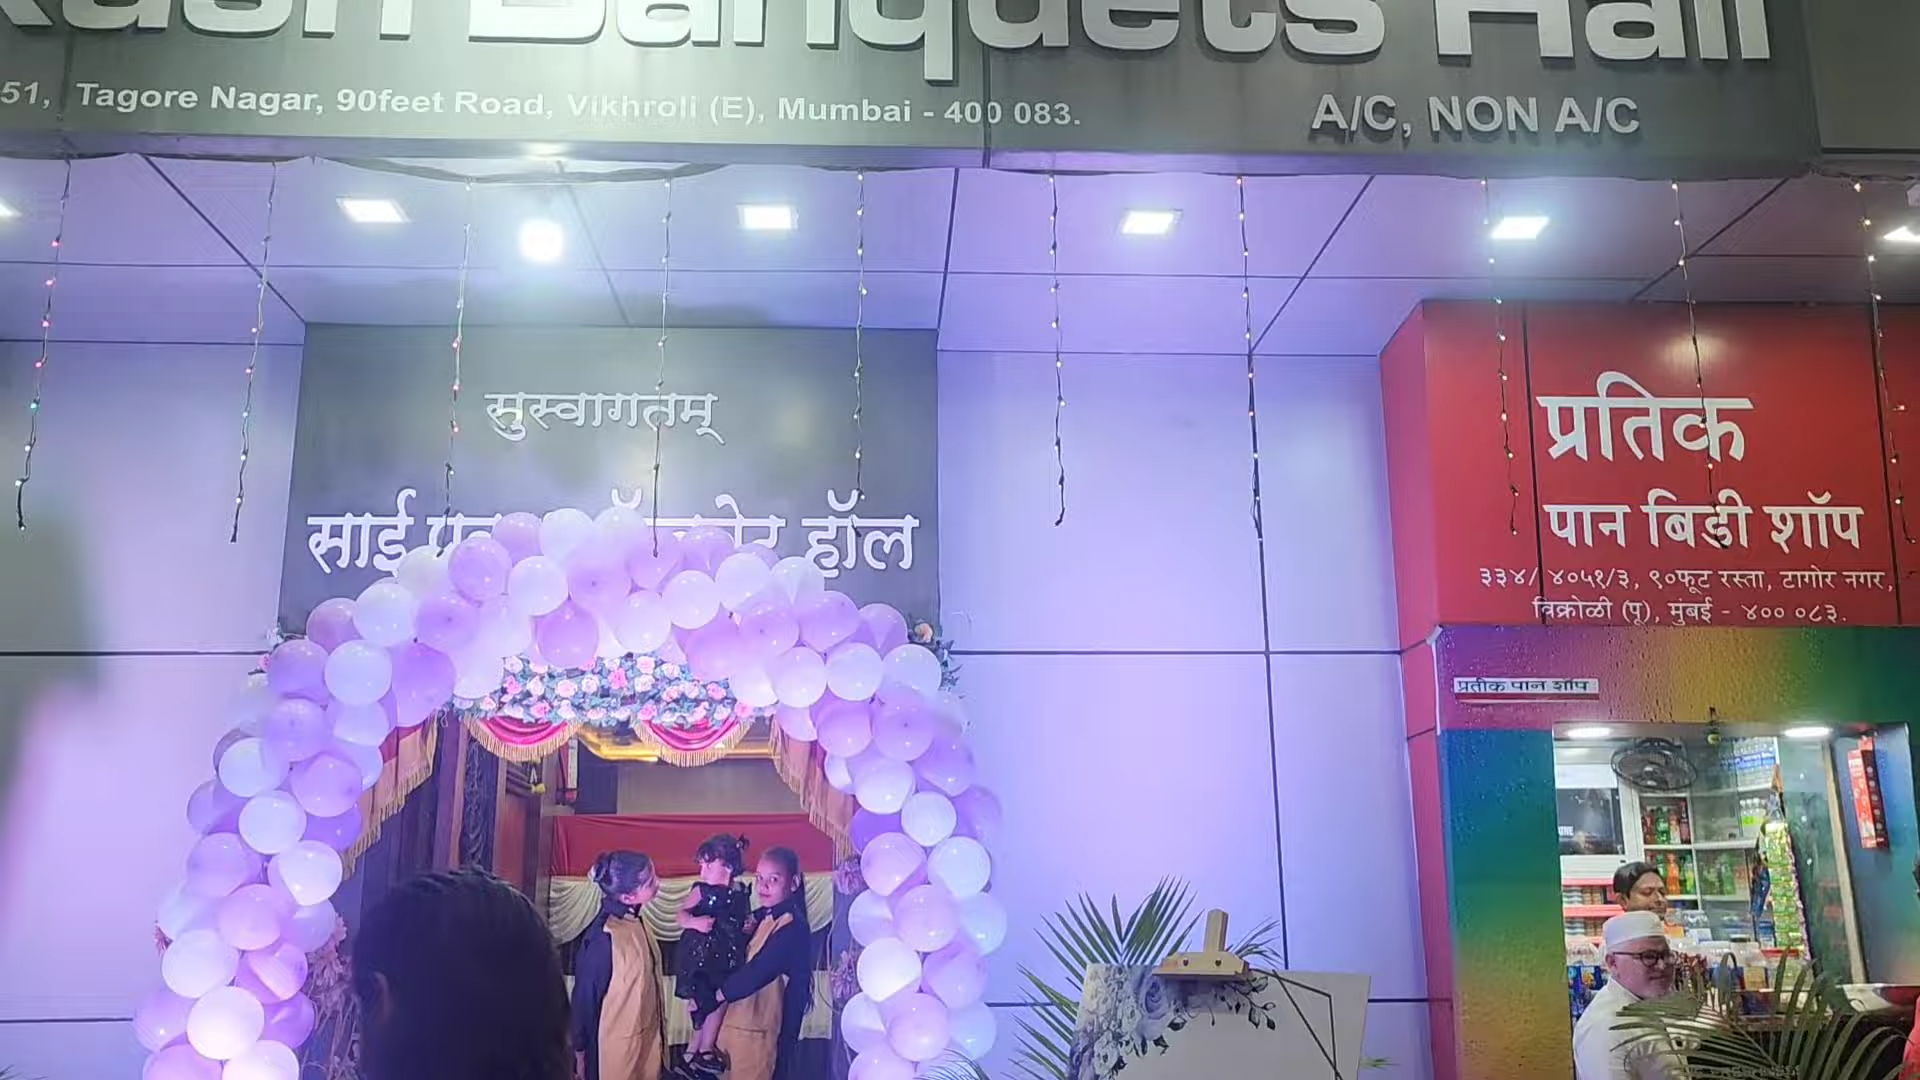 Banquets Hall
51, Tagore Nagar, 90feet Road, Vikhroli (E), Mumbai - 400 083.
A/C, NON A/C
सुस्वागतम्
साई हॉल
प्रतिक
पान बिडी शॉप
३३४/ ४०५१/३, ९०फूट रस्ता, टागोर नगर,
विक्रोळी (पू), मुंबई - ४०० ०८३.
प्रतीक पान शॉप